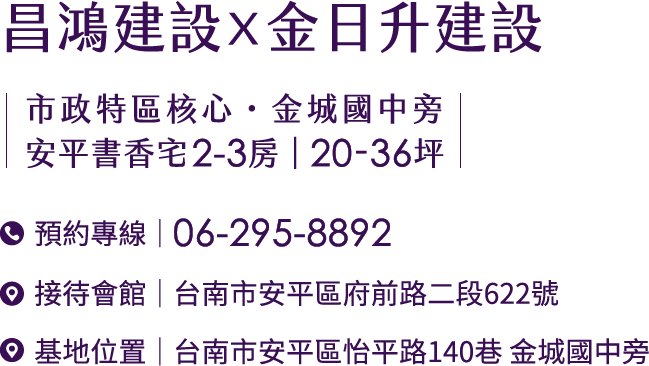 昌鴻建設X金日升建設
市政特區核心・金城國中旁
安平書香宅2-3房｜20-36坪
預約專線｜06-295-8892
接待會館｜台南市安平區府前路二段622號
基地位置｜台南市安平區怡平路140巷 金城國中旁